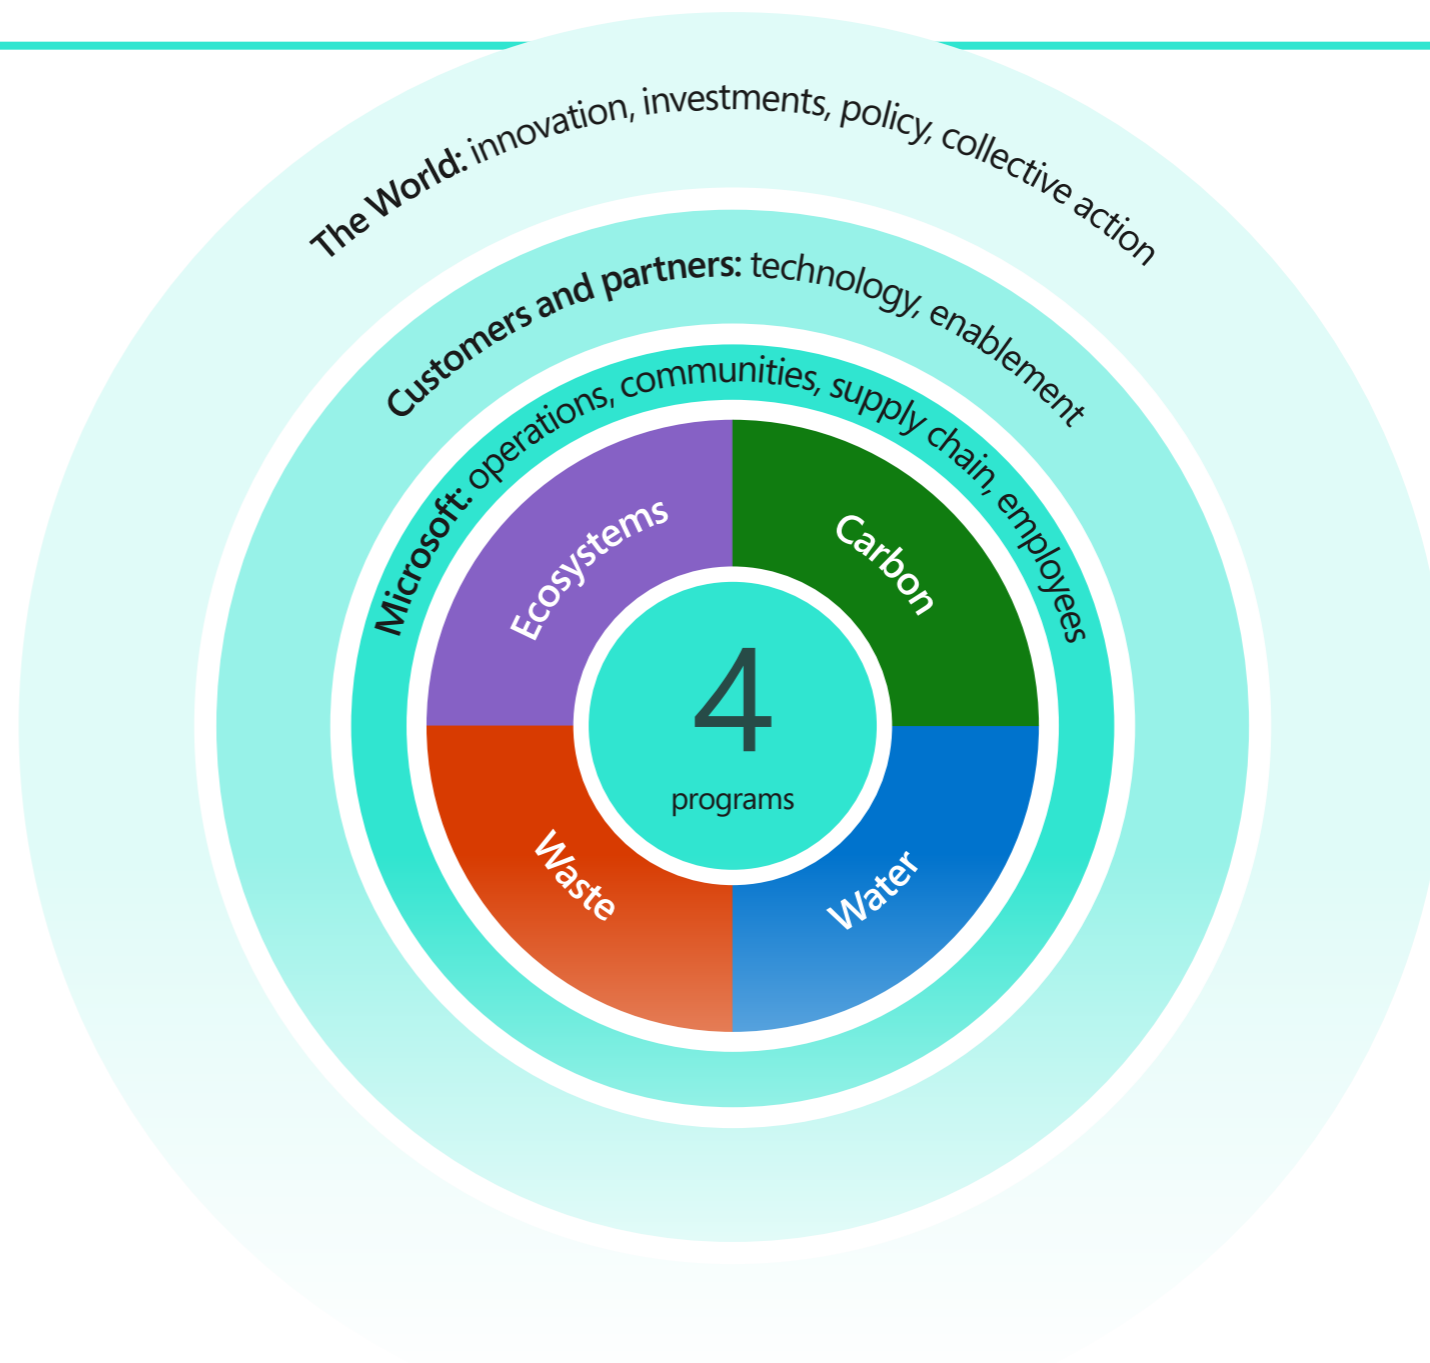 The World: innovation, investments, policy, collective action
Customers and partners: technology, enablement
Microsoft: operations, communities, supply chain, employees
Ecosystems
Carbon
4
programs
Waste
Water